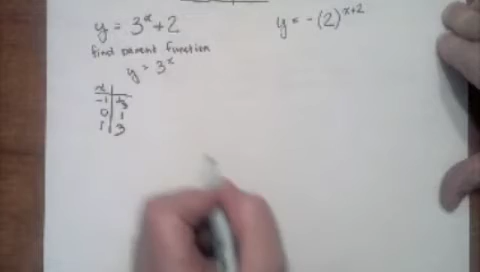 y = 3^x + 2
find parent function
y = 3^x
x
-1 1/3
0 1
1 3
y = -(2)^x+2